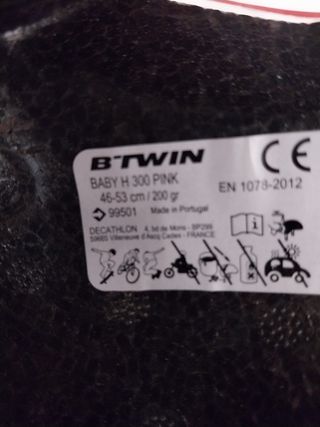 B'TWIN
CE
BABY H 300 PINK
46-53 cm / 200 gr
EN 1078-2012
99501 Made in Portugal
DECATHLON 4, bd de Mons - BP299
59665 Villeneuve d'Ascq Cedex - FRANCE